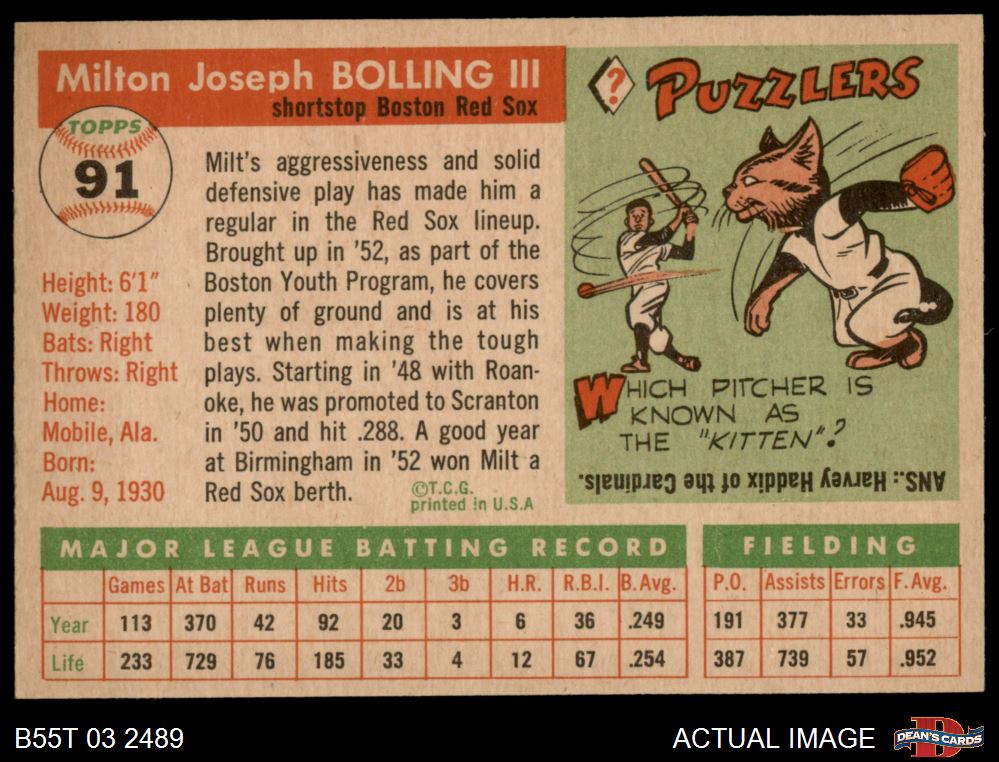 Milton Joseph BOLLING III
shortstop Boston Red Sox
TOPPS
91
Height: 6'1"
Weight: 180
Bats: Right
Throws: Right
Home:
Mobile, Ala.
Born:
Aug. 9, 1930
Milt's aggressiveness and solid
defensive play has made him a
regular in the Red Sox lineup.
Brought up in '52, as part of the
Boston Youth Program, he covers
plenty of ground and is at his
best when making the tough
plays. Starting in '48 with Roan-
oke, he was promoted to Scranton
in '50 and hit .288. A good year
at Birmingham in '52 won Milt a
Red Sox berth.
©T.C.G.
printed in U.S.A
? PUZZLERS
WHICH PITCHER IS
KNOWN AS
THE "KITTEN"?
ANS.: Harvey Haddix of the Cardinals.
MAJOR LEAGUE BATTING RECORD
Games At Bat Runs Hits 2b 3b H.R. R.B.I. B. Avg.
Year 113 370 42 92 20 3 6 36 .249
Life 233 729 76 185 33 4 12 67 .254
FIELDING
P.O. Assists Errors F. Avg.
191 377 33 .945
387 739 57 .952
B55T 03 2489
ACTUAL IMAGE
D
DEAN'S CARDS